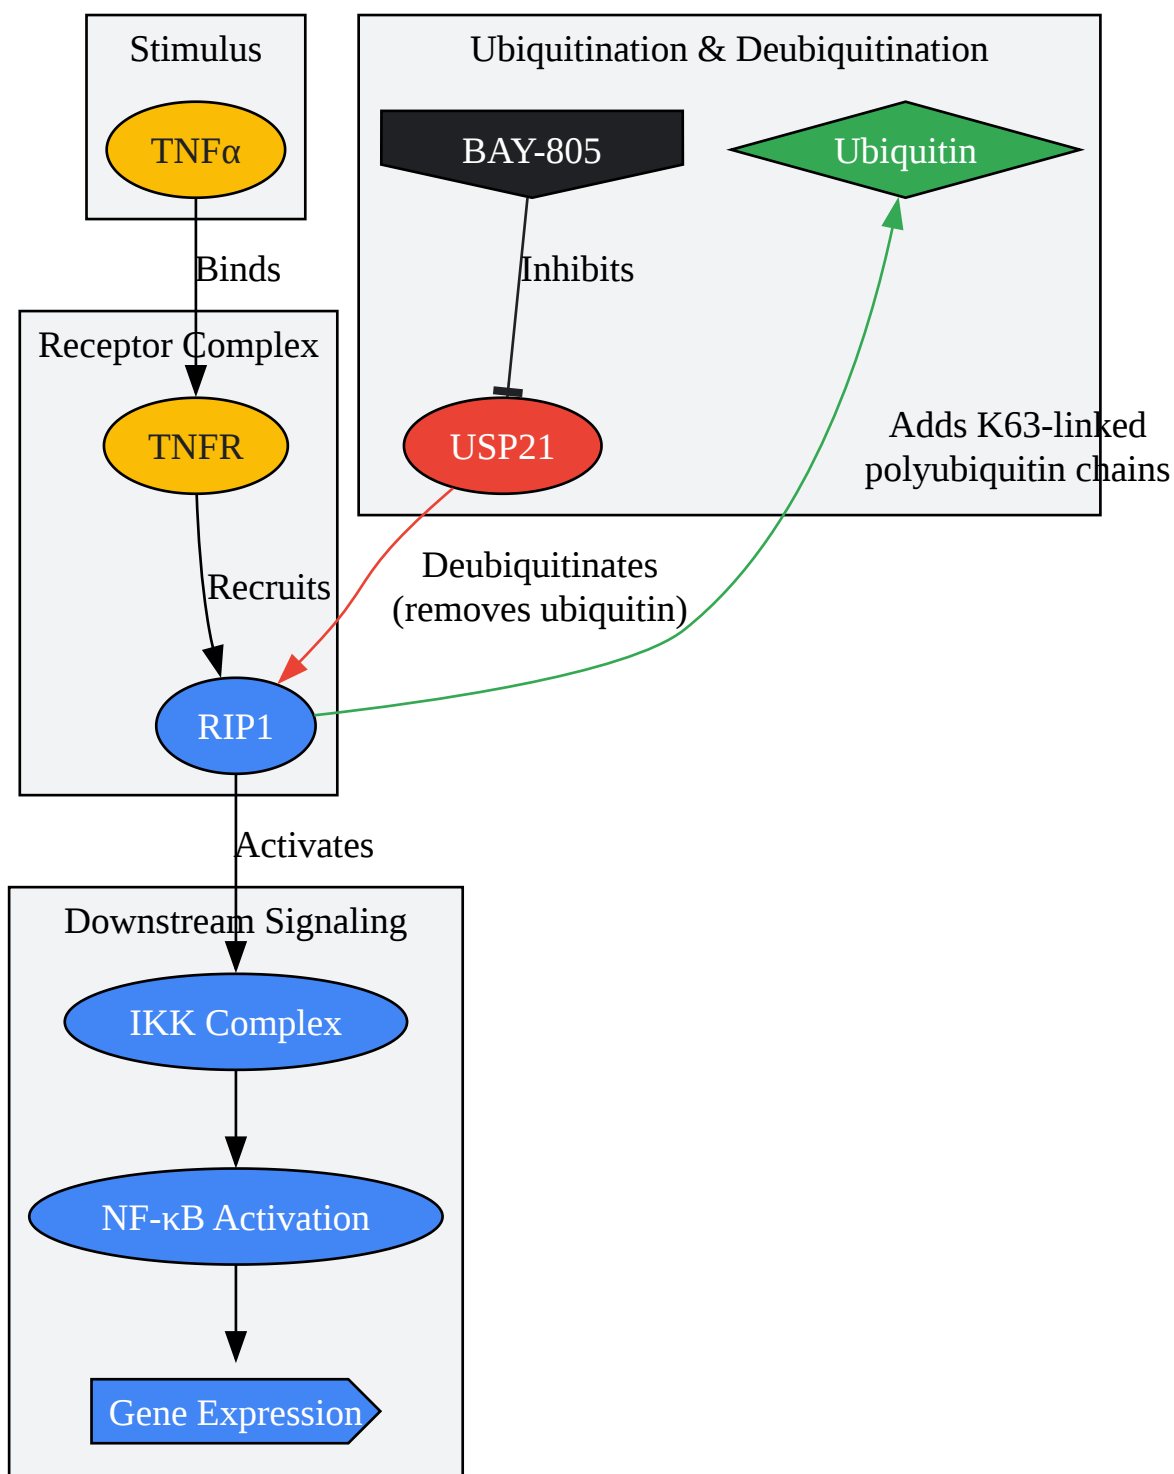 Stimulus
Ubiquitination & Deubiquitination
TNFα
BAY-805
Ubiquitin
Binds
Inhibits
Receptor Complex
TNFR
USP21
Adds K63-linked
polyubiquitin chains
Recruits
Deubiquitinates
(removes ubiquitin)
RIP1
Activates
Downstream Signaling
IKK Complex
NF-κB Activation
Gene Expression